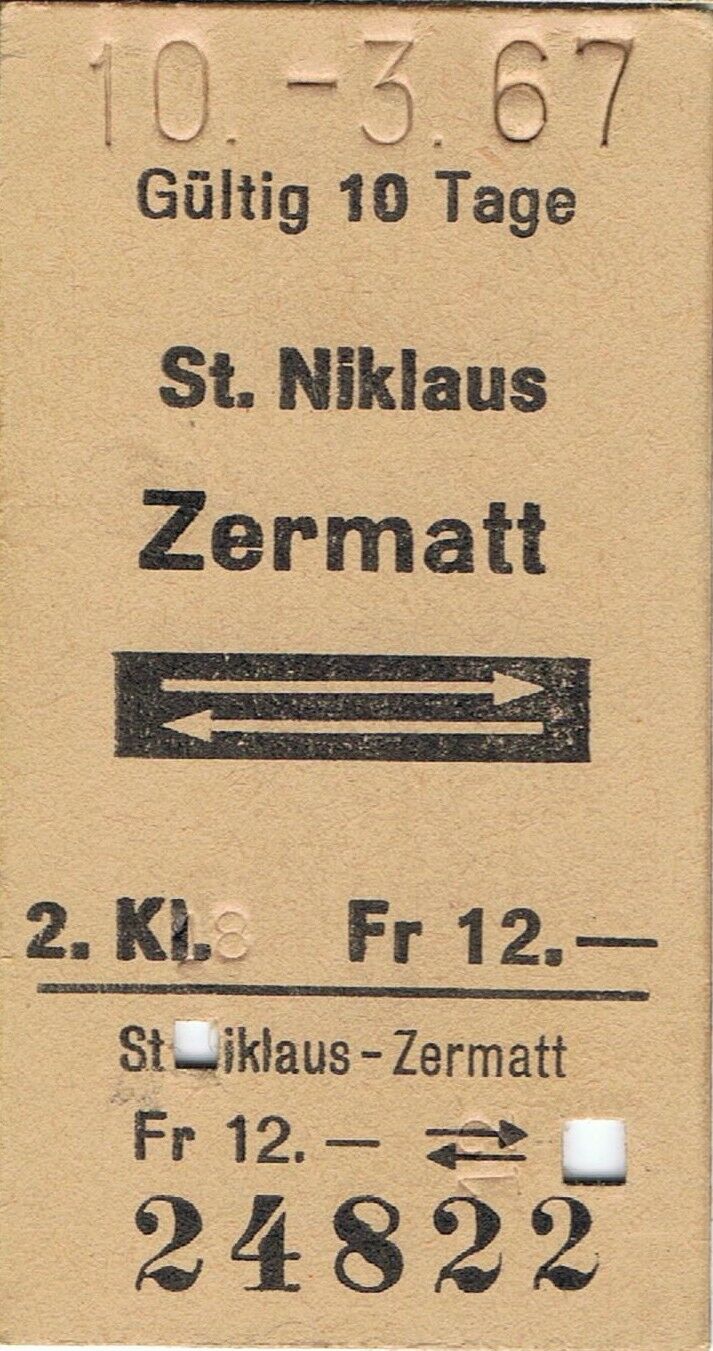 10.-3.67
Gültig 10 Tage
St. Niklaus
Zermatt
2. Kl. Fr 12.—
18
St iklaus-Zermatt
Fr 12.—
24822